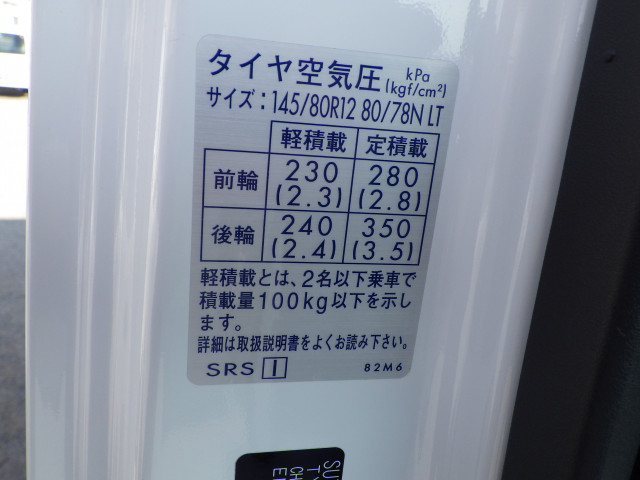 タイヤ空気圧 kPa
(kgf/cm²)
サイズ:145/80R12 80/78N LT
軽積載 定積載
前輪 230 280
(2.3) (2.8)
後輪 240 350
(2.4) (3.5)
軽積載とは、2名以下乗車で
積載量100kg以下を示し
ます。
詳細は取扱説明書をよくお読み下さい。
SRS I 82M6